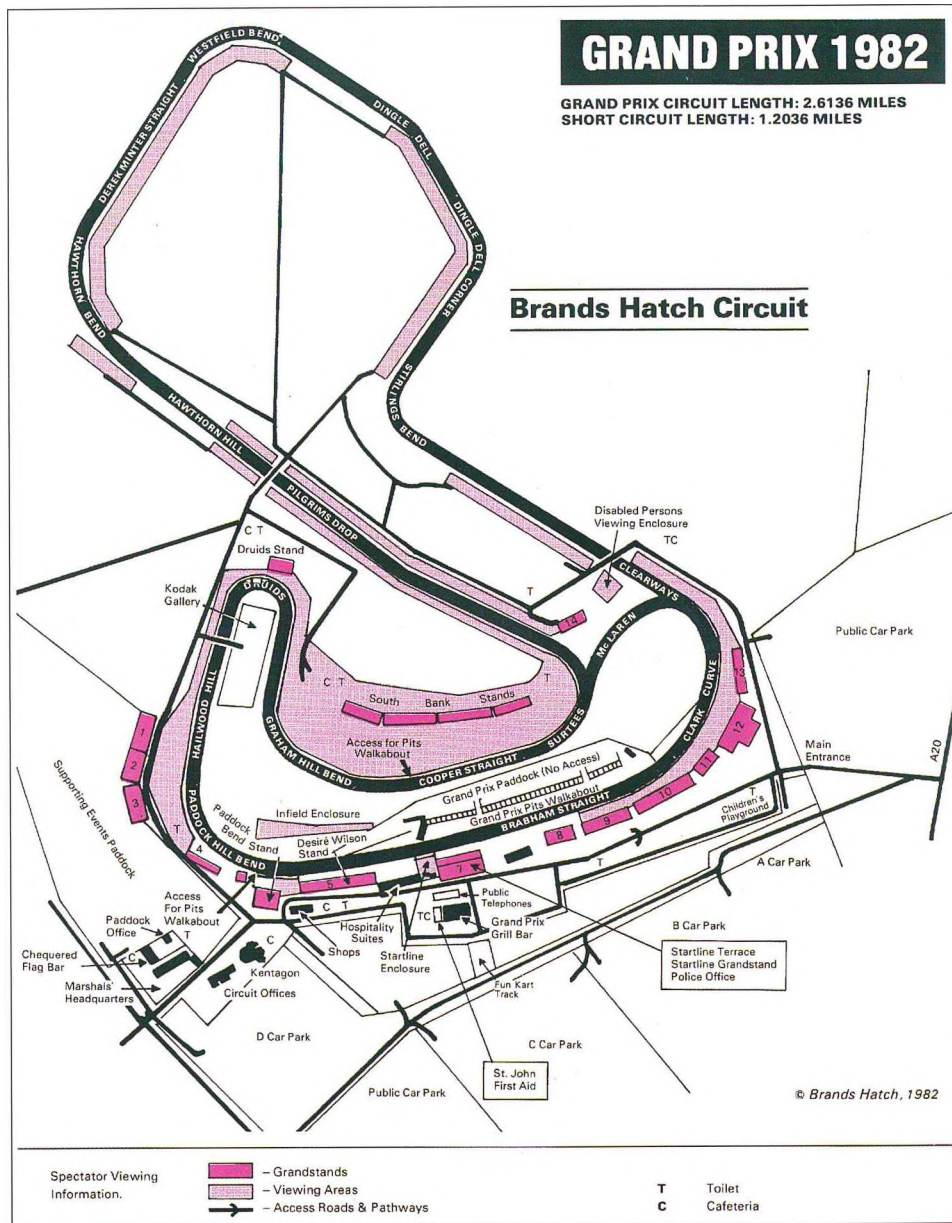 GRAND PRIX 1982
GRAND PRIX CIRCUIT LENGTH: 2.6136 MILES
SHORT CIRCUIT LENGTH: 1.2036 MILES
Brands Hatch Circuit
WESTFIELD BEND
DEREK MINTER STRAIGHT
DINGLE DELL
DINGLE DELL CORNER
HAWTHORN BEND
STIRLINGS BEND
HAWTHORN HILL
PILGRIMS DROP
Disabled Persons
Viewing Enclosure
TC
C T
Druids Stand
Kodak
Gallery
DRUIDS
T
14
CLEARWAYS
McLAREN
Public Car Park
13
C T
T
South Bank Stands
HAILWOOD HILL
GRAHAM HILL BEND
Access for Pits
Walkabout
COOPER STRAIGHT
SURTEES
CLARK CURVE
12
11
10
9
8
Main
Entrance
A20
1
2
3
Supporting Events Paddock
T
4
PADDOCK HILL BEND
Paddock
Bend
Stand
Infield Enclosure
Desiré Wilson
Stand
Grand Prix Paddock (No Access)
Grand Prix Pits Walkabout
BRABHAM STRAIGHT
T
Children's
Playground
5
7
T
A Car Park
Access
For Pits
Walkabout
Paddock
Office
T
C T
Shops
Hospitality
Suites
Startline
Enclosure
Public
Telephones
TC
Grand Prix
Grill Bar
B Car Park
Chequered
Flag Bar
C
Marshals'
Headquarters
C
Kentagon
Circuit Offices
Fun Kart
Track
Startline Terrace
Startline Grandstand
Police Office
D Car Park
C Car Park
St. John
First Aid
Public Car Park
© Brands Hatch, 1982
Spectator Viewing
Information.
– Grandstands
– Viewing Areas
– Access Roads & Pathways
T Toilet
C Cafeteria